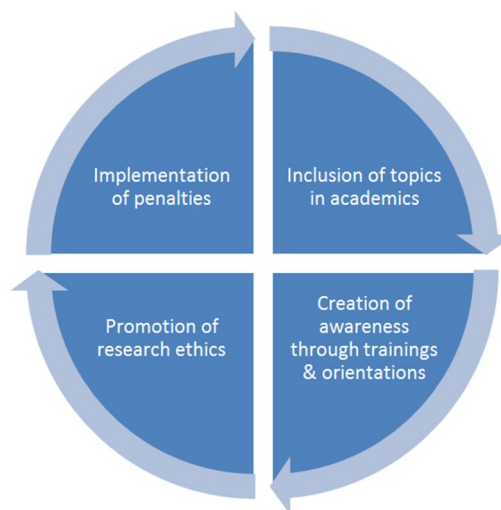 Implementation
of penalties
Inclusion of topics
in academics
Promotion of
research ethics
Creation of
awareness
through trainings
& orientations